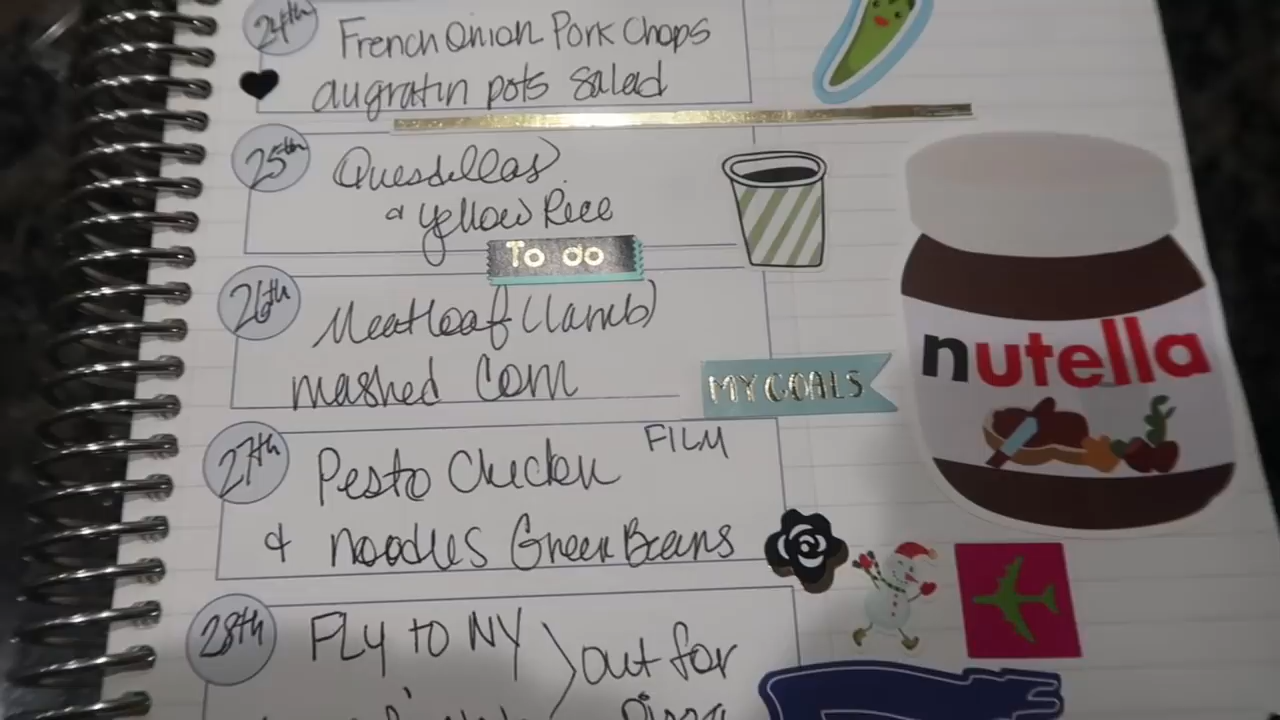 24th
French Onion Pork Chops
augratin pots salad
25th
Quesdillas
& Yellow Rice
To do
26th
Meatloaf (lamb)
mashed Corn
MY GOALS
nutella
27th
FILM
Pesto Chicken
& noodles Green Beans
28th
FLy to NY
out for